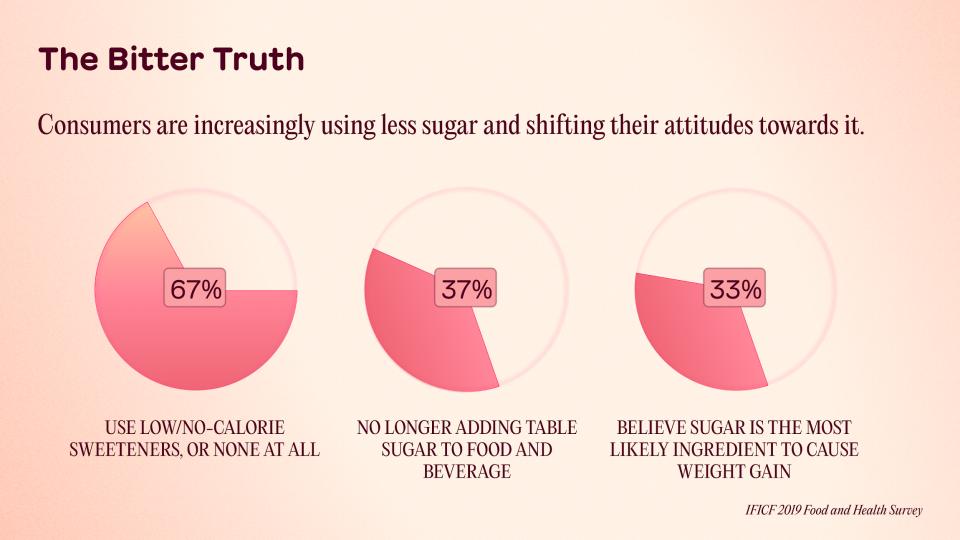 The Bitter Truth
Consumers are increasingly using less sugar and shifting their attitudes towards it.
67%
37%
33%
USE LOW/NO-CALORIE
SWEETENERS, OR NONE AT ALL
NO LONGER ADDING TABLE
SUGAR TO FOOD AND
BEVERAGE
BELIEVE SUGAR IS THE MOST
LIKELY INGREDIENT TO CAUSE
WEIGHT GAIN
IFICF 2019 Food and Health Survey